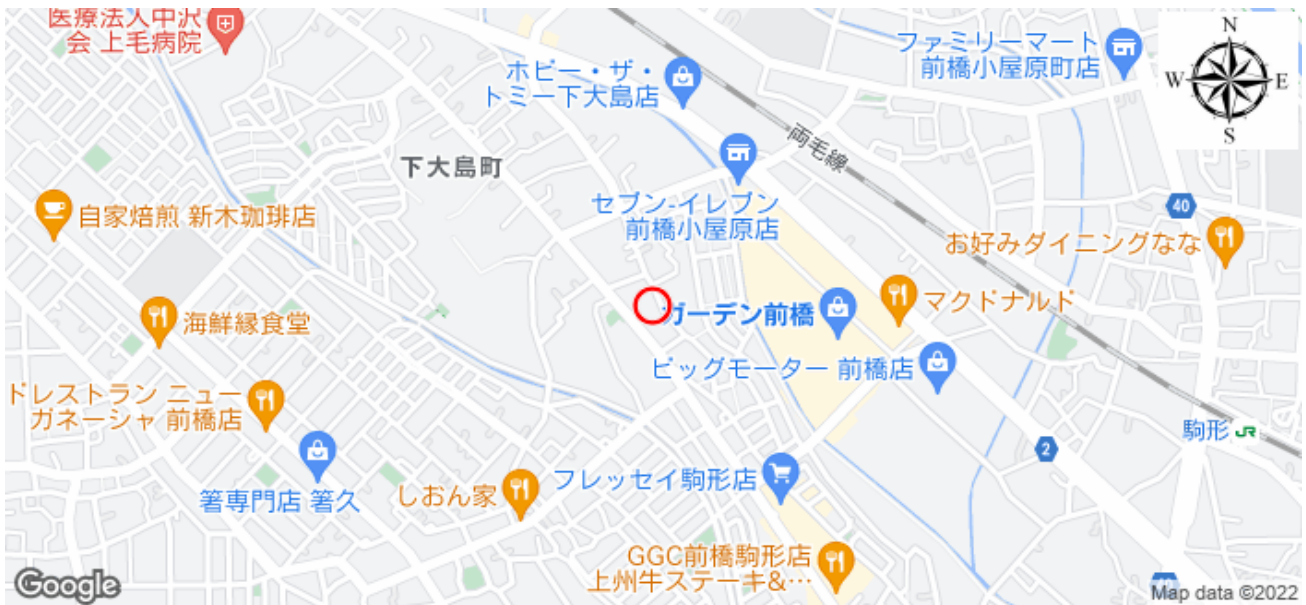 医療法人中沢
会 上毛病院
ホビー・ザ・
トミー下大島店
ファミリーマート
前橋小屋原町店
N
W
E
S
両毛線
下大島町
セブン-イレブン
前橋小屋原店
40
自家焙煎 新木珈琲店
お好みダイニングなな
マクドナルド
ガーデン前橋
海鮮縁食堂
ビッグモーター 前橋店
ドレストラン ニュー
ガネーシャ 前橋店
駒形
JR
2
フレッセイ駒形店
箸専門店 箸久
しおん家
GGC前橋駒形店
上州牛ステーキ&…
Google
Map data ©2022